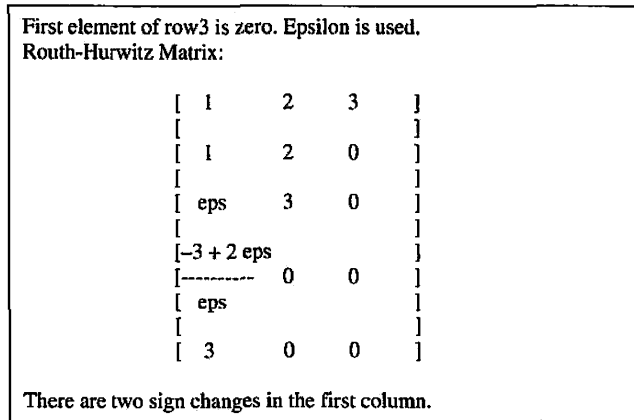 First element of row3 is zero. Epsilon is used.
Routh-Hurwitz Matrix:
[ 1 2 3 ]
[ ]
[ 1 2 0 ]
[ ]
[ eps 3 0 ]
[ ]
[–3 + 2 eps ]
[---------- 0 0 ]
[ eps ]
[ ]
[ 3 0 0 ]
There are two sign changes in the first column.